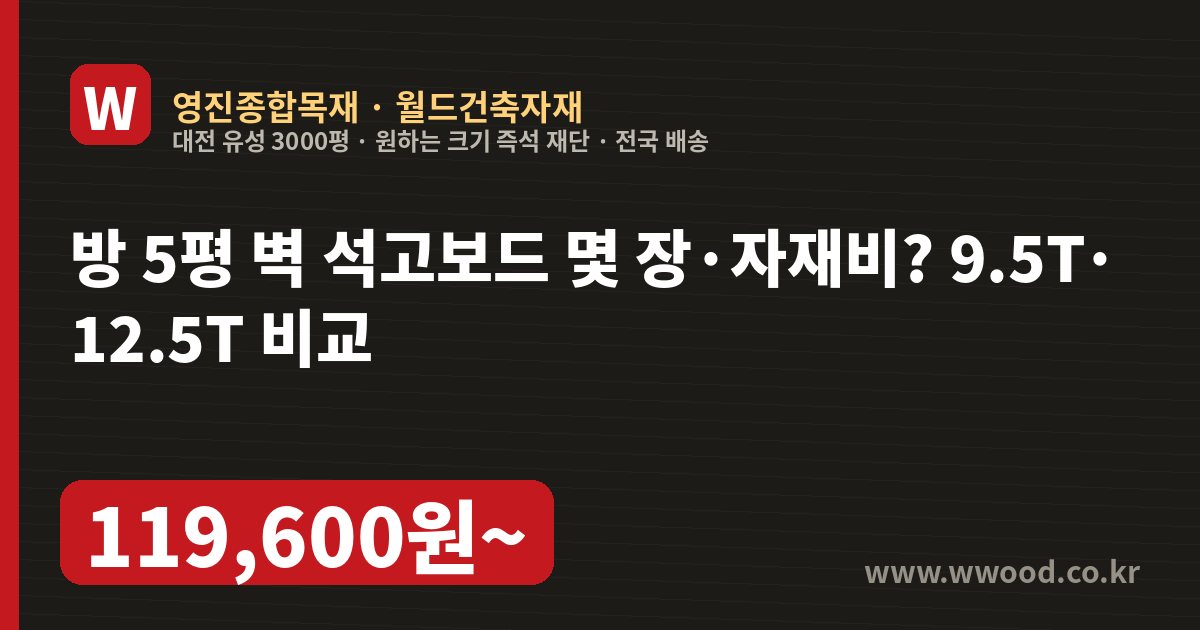 W
영진종합목재 · 월드건축자재
대전 유성 3000평 · 원하는 크기 즉석 재단 · 전국 배송
방 5평 벽 석고보드 몇 장·자재비? 9.5T·
12.5T 비교
119,600원~
www.wwood.co.kr